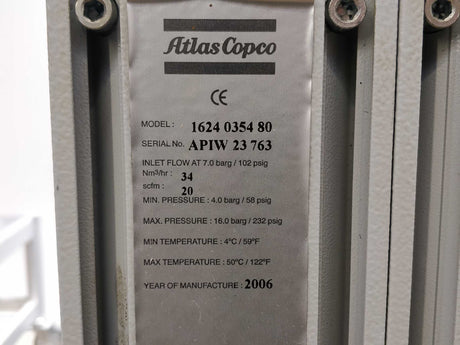 Atlas Copco
CE
MODEL : 1624 0354 80
SERIAL No. APIW 23 763
INLET FLOW AT 7.0 barg / 102 psig
Nm³/hr : 34
scfm : 20
MIN. PRESSURE : 4.0 barg / 58 psig
MAX. PRESSURE : 16.0 barg / 232 psig
MIN TEMPERATURE : 4°C / 59°F
MAX TEMPERATURE : 50°C / 122°F
YEAR OF MANUFACTURE : 2006